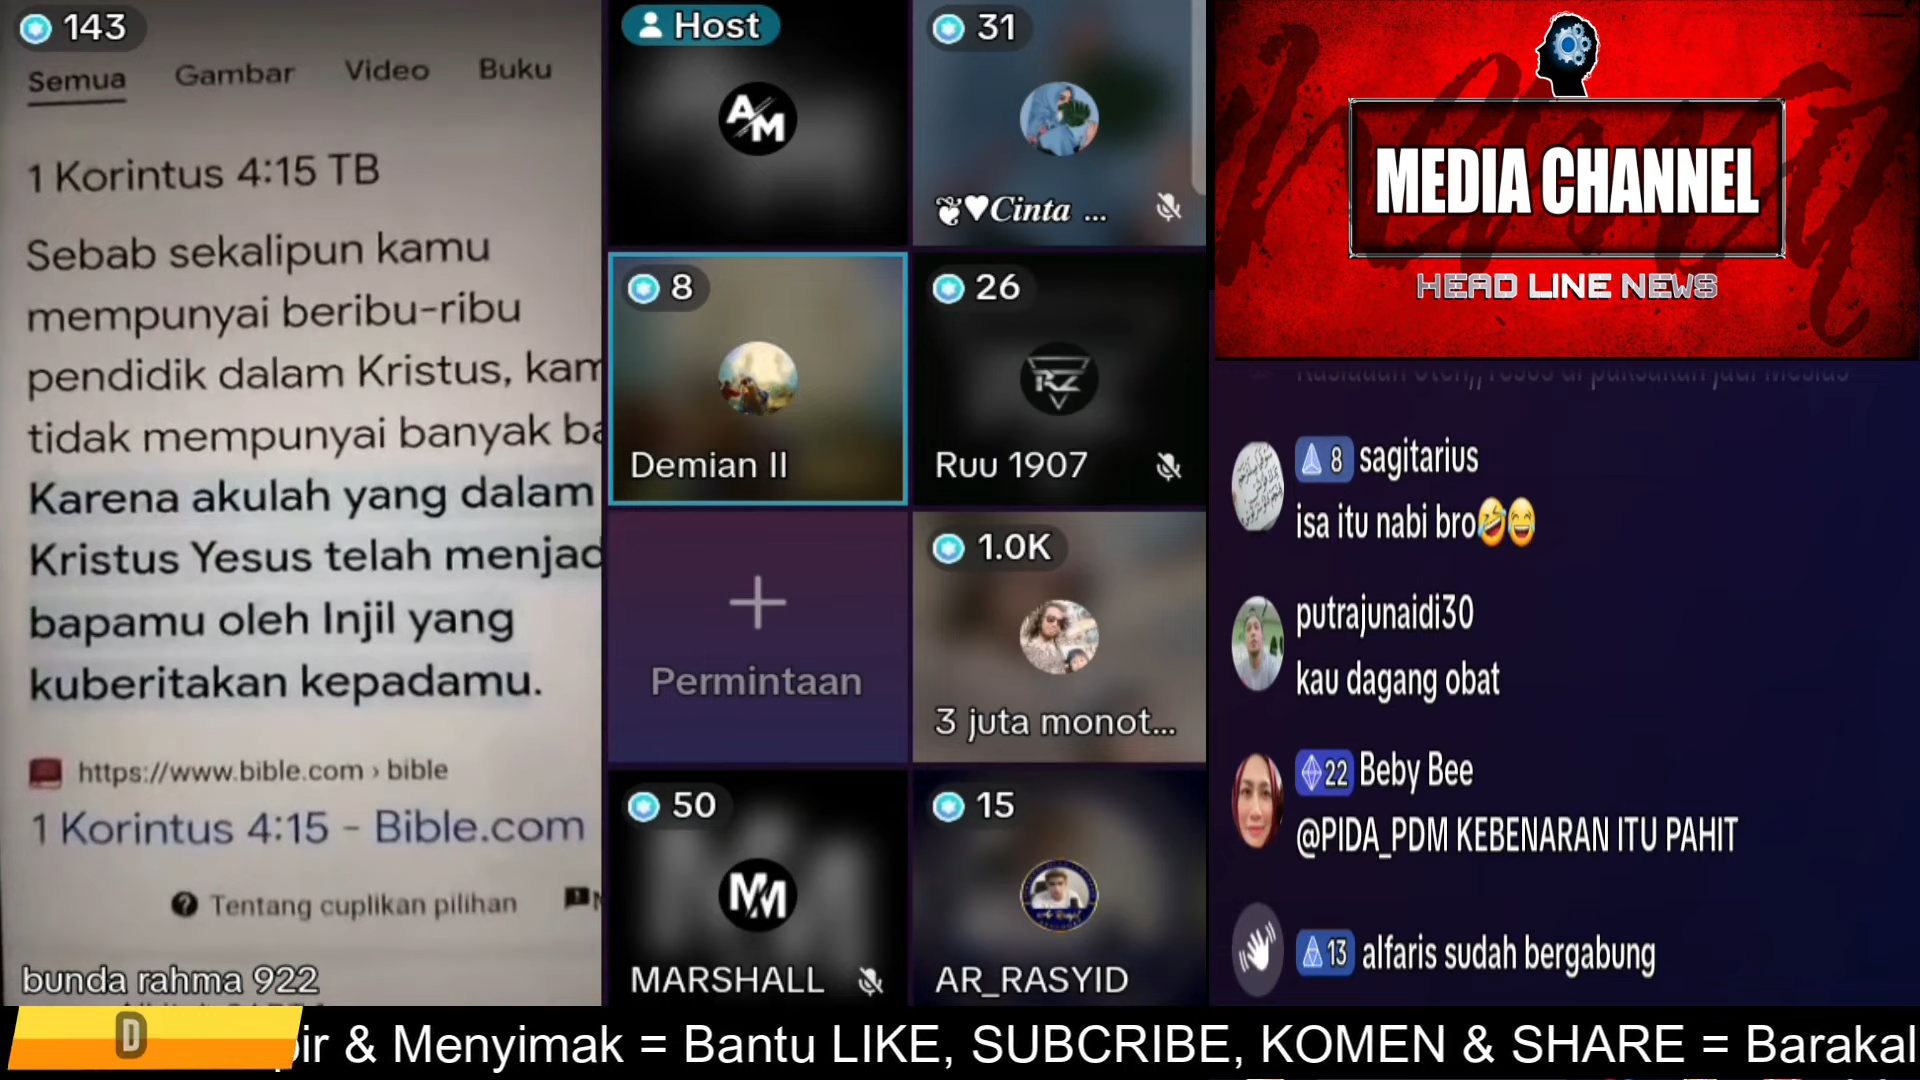 143
Semua Gambar Video Buku
1 Korintus 4:15 TB
Sebab sekalipun kamu
mempunyai beribu-ribu
pendidik dalam Kristus, kam
tidak mempunyai banyak ba
Karena akulah yang dalam
Kristus Yesus telah menjad
bapamu oleh Injil yang
kuberitakan kepadamu.
https://www.bible.com › bible
1 Korintus 4:15 - Bible.com
Tentang cuplikan pilihan
bunda rahma 922
Host
AM
31
❦♥Cinta ...
8
Demian II
26
RZ
Ruu 1907
Permintaan
1.0K
3 juta monot...
50
MM
MARSHALL
15
AR_RASYID
MEDIA CHANNEL
HEAD LINE NEWS
8 sagitarius
isa itu nabi bro🤣😂
putrajunaidi30
kau dagang obat
22 Beby Bee
@PIDA_PDM KEBENARAN ITU PAHIT
13 alfaris sudah bergabung
D
pir & Menyimak = Bantu LIKE, SUBCRIBE, KOMEN & SHARE = Barakal